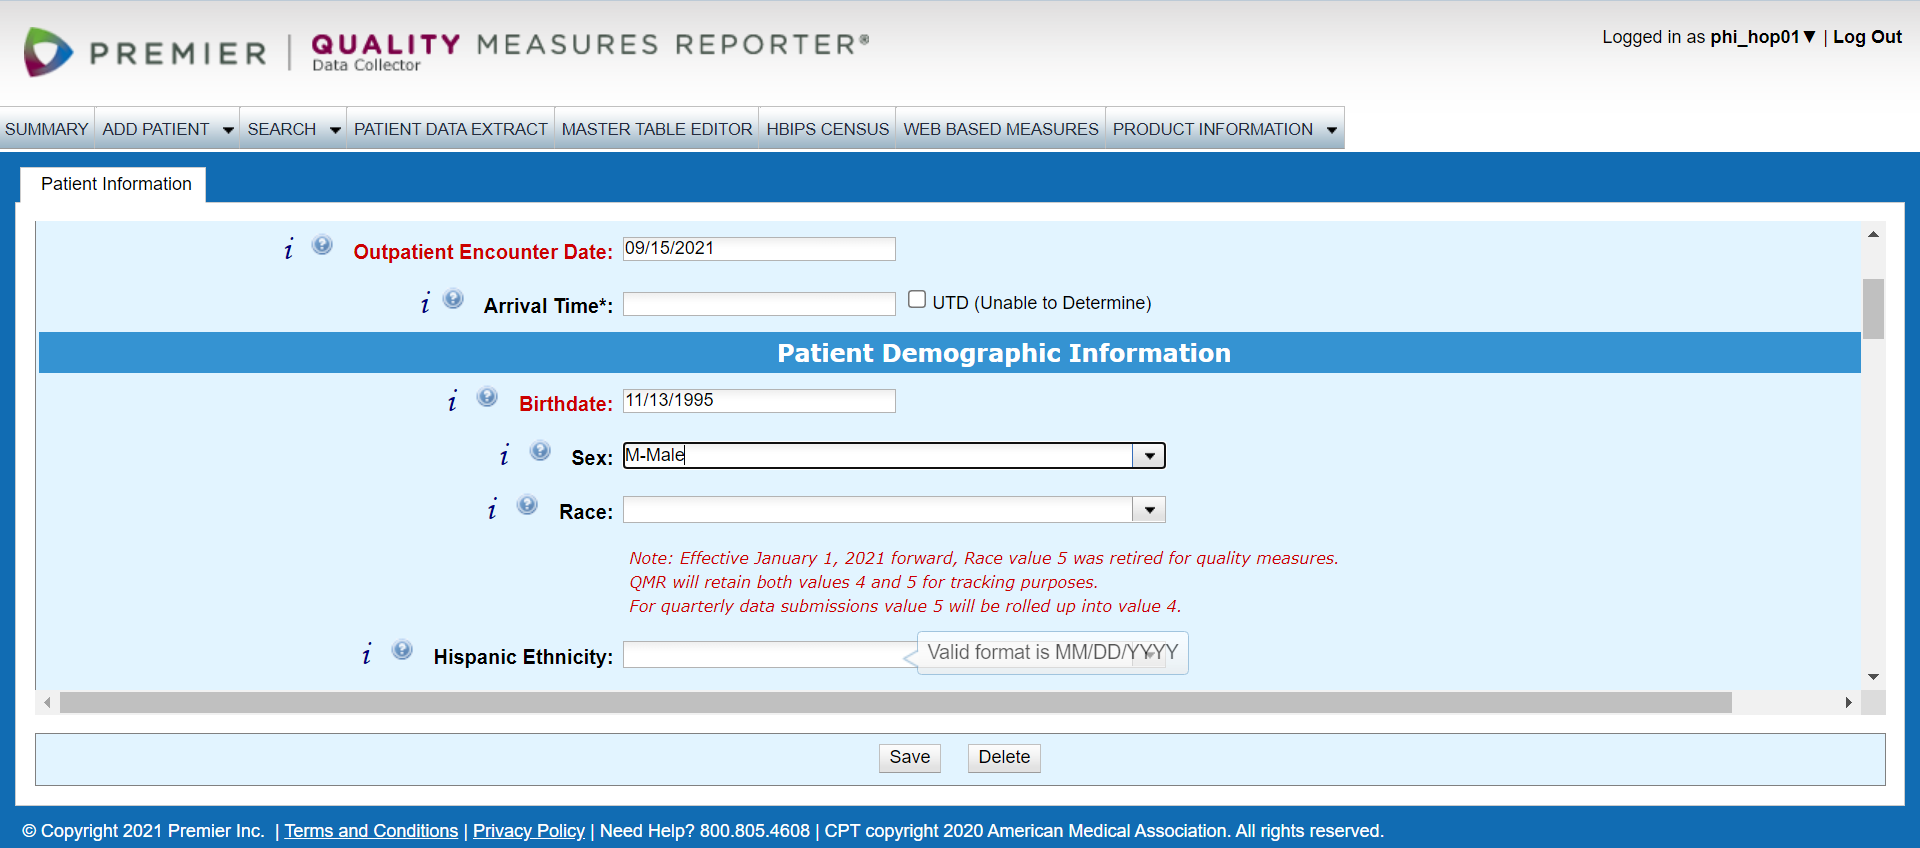 PREMIER | QUALITY MEASURES REPORTER®
Data Collector
Logged in as phi_hop01▼ | Log Out
SUMMARY ADD PATIENT SEARCH PATIENT DATA EXTRACT MASTER TABLE EDITOR HBIPS CENSUS WEB BASED MEASURES PRODUCT INFORMATION
Patient Information
i ? Outpatient Encounter Date: 09/15/2021
i ? Arrival Time*: UTD (Unable to Determine)
Patient Demographic Information
i ? Birthdate: 11/13/1995
i ? Sex: M-Male
i ? Race:
Note: Effective January 1, 2021 forward, Race value 5 was retired for quality measures.
QMR will retain both values 4 and 5 for tracking purposes.
For quarterly data submissions value 5 will be rolled up into value 4.
i ? Hispanic Ethnicity: Valid format is MM/DD/YYYY
Save Delete
© Copyright 2021 Premier Inc. | Terms and Conditions | Privacy Policy | Need Help? 800.805.4608 | CPT copyright 2020 American Medical Association. All rights reserved.